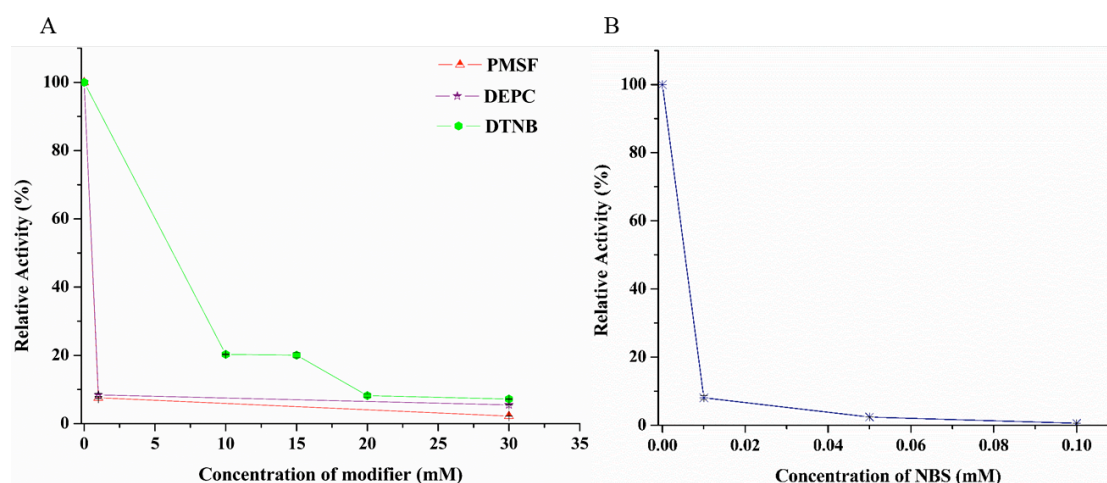 A
B
PMSF
DEPC
DTNB
Relative Activity (%)
100
80
60
40
20
0
0 5 10 15 20 25 30 35
Concentration of modifier (mM)
Relative Activity (%)
100
80
60
40
20
0
0.00 0.02 0.04 0.06 0.08 0.10
Concentration of NBS (mM)